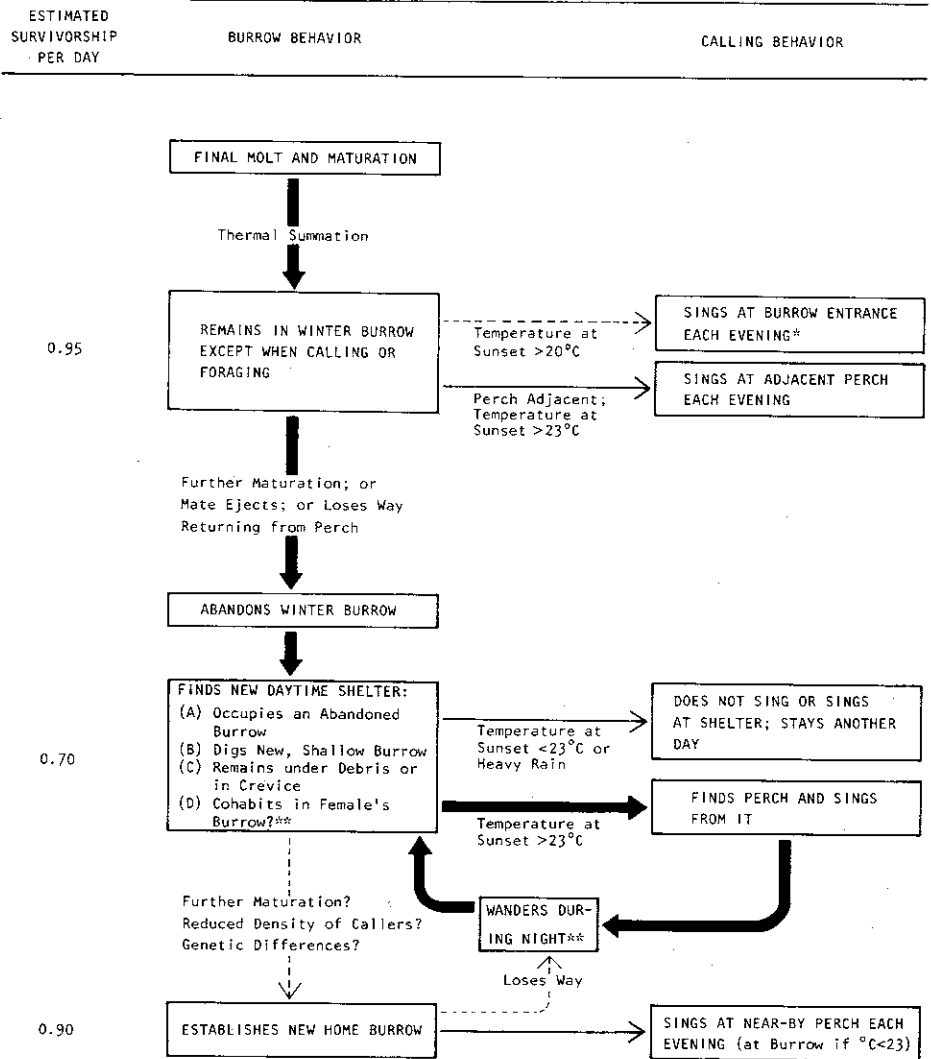 ESTIMATED
SURVIVORSHIP
PER DAY
BURROW BEHAVIOR
CALLING BEHAVIOR
FINAL MOLT AND MATURATION
Thermal Summation
0.95
REMAINS IN WINTER BURROW
EXCEPT WHEN CALLING OR
FORAGING
Temperature at
Sunset >20°C
SINGS AT BURROW ENTRANCE
EACH EVENING*
Perch Adjacent;
Temperature at
Sunset >23°C
SINGS AT ADJACENT PERCH
EACH EVENING
Further Maturation; or
Mate Ejects; or Loses Way
Returning from Perch
ABANDONS WINTER BURROW
0.70
FINDS NEW DAYTIME SHELTER:
(A) Occupies an Abandoned
Burrow
(B) Digs New, Shallow Burrow
(C) Remains under Debris or
in Crevice
(D) Cohabits in Female's
Burrow?**
Temperature at
Sunset <23°C or
Heavy Rain
DOES NOT SING OR SINGS
AT SHELTER; STAYS ANOTHER
DAY
Temperature at
Sunset >23°C
FINDS PERCH AND SINGS
FROM IT
WANDERS DUR-
ING NIGHT**
Further Maturation?
Reduced Density of Callers?
Genetic Differences?
Loses Way
0.90
ESTABLISHES NEW HOME BURROW
SINGS AT NEAR-BY PERCH EACH
EVENING (at Burrow if °C<23)